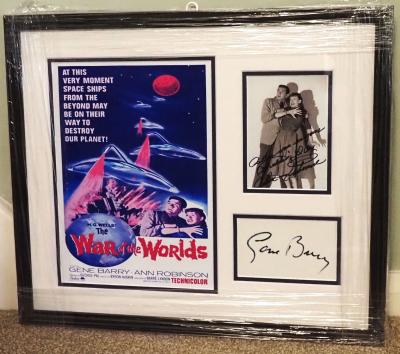 AT THIS
VERY MOMENT
SPACE SHIPS
FROM THE
BEYOND MAY
BE ON THEIR
WAY TO
DESTROY
OUR PLANET!
H.G. WELLS'
The
War of the Worlds
GENE BARRY · ANN ROBINSON
TECHNICOLOR
Gene Barry